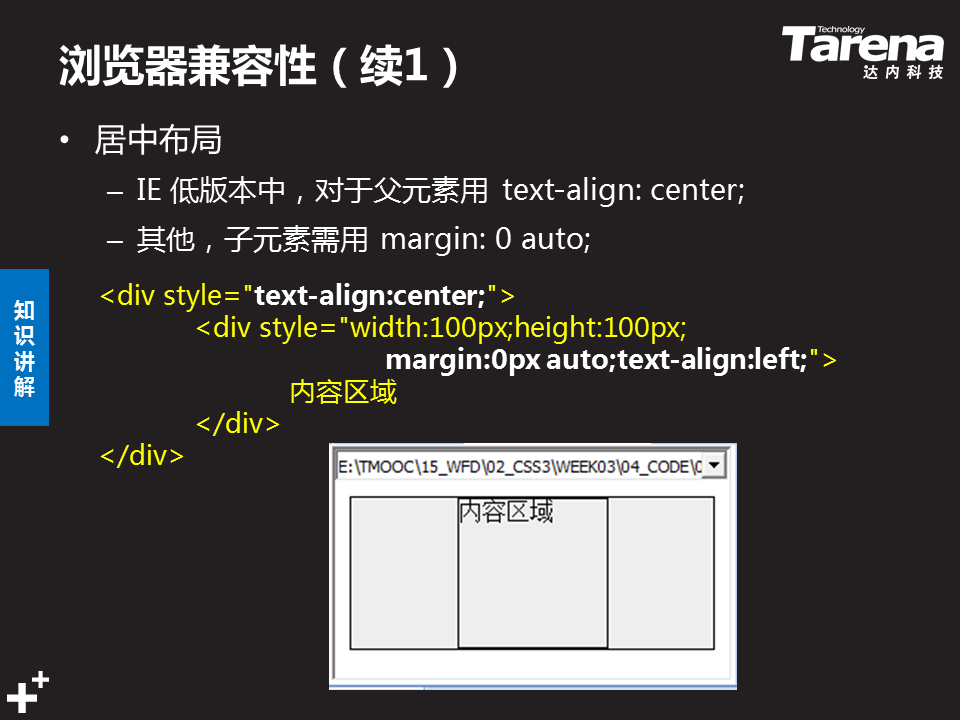 浏览器兼容性（续1）
Technology
Tarena
达内科技
• 居中布局
– IE 低版本中，对于父元素用 text-align: center;
– 其他，子元素需用 margin: 0 auto;
知识讲解
<div style="text-align:center;">
<div style="width:100px;height:100px;
margin:0px auto;text-align:left;">
内容区域
</div>
</div>
E:\TMOOC\15_WFD\02_CSS3\WEEK03\04_CODE\
内容区域